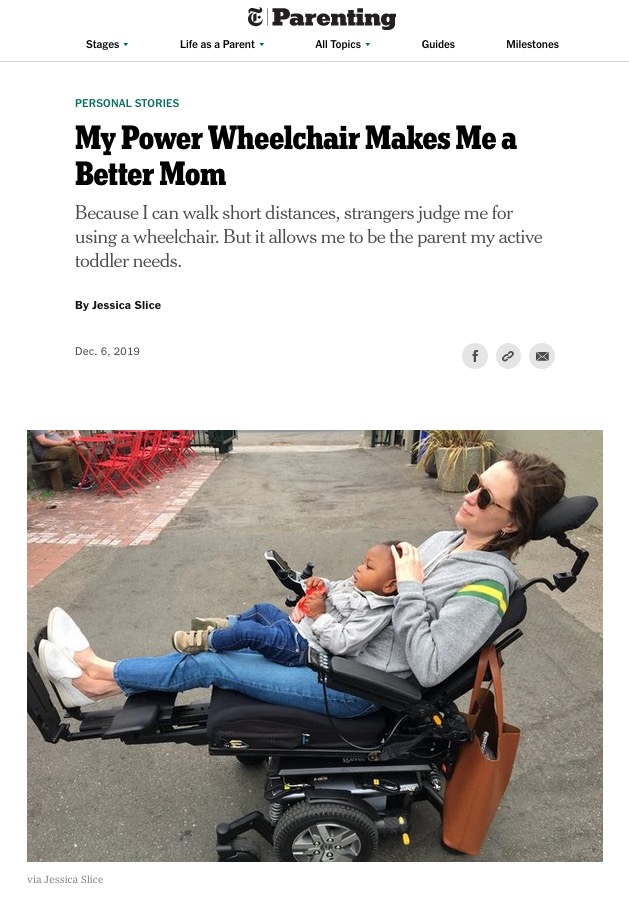 Parenting
Stages
Life as a Parent
All Topics
Guides
Milestones
PERSONAL STORIES
My Power Wheelchair Makes Me a
Better Mom
Because I can walk short distances, strangers judge me for
using a wheelchair. But it allows me to be the parent my active
toddler needs.
By Jessica Slice
Dec. 6, 2019
via Jessica Slice